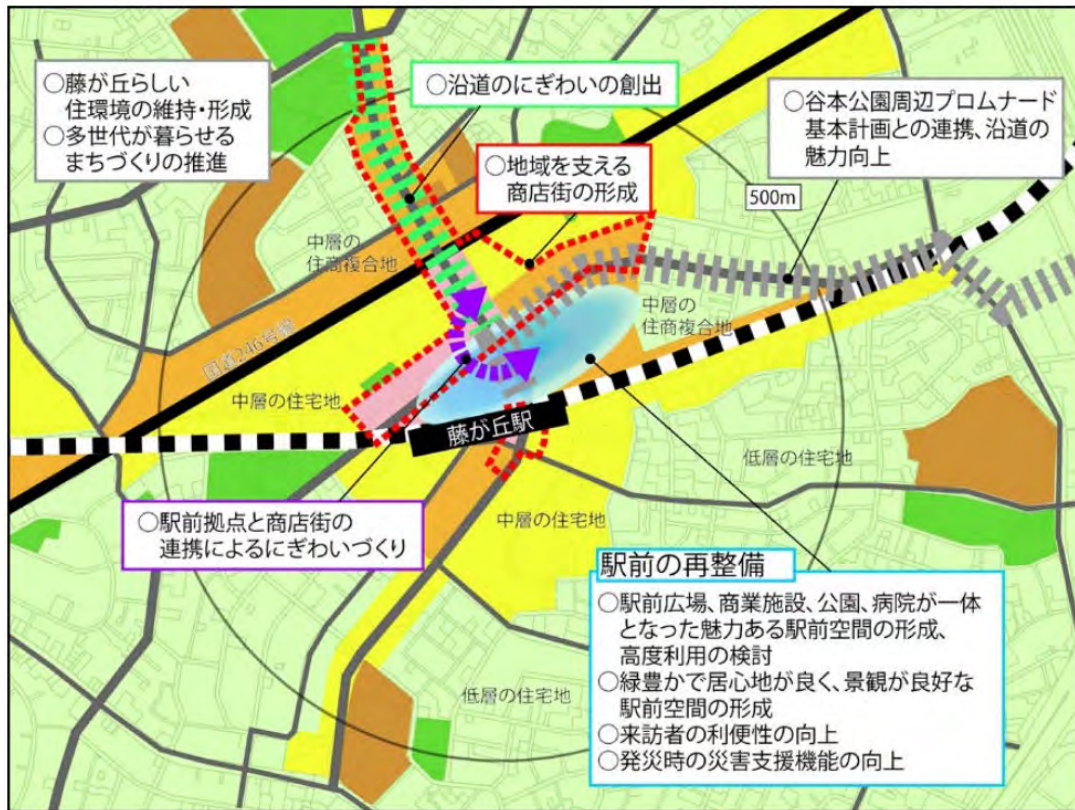 ○藤が丘らしい
住環境の維持・形成
○多世代が暮らせる
まちづくりの推進
○沿道のにぎわいの創出
○地域を支える
商店街の形成
○谷本公園周辺プロムナード
基本計画との連携、沿道の
魅力向上
500m
中層の
住商複合地
中層の
住商複合地
国道246号線
中層の住宅地
藤が丘駅
低層の住宅地
中層の住宅地
○駅前拠点と商店街の
連携によるにぎわいづくり
低層の住宅地
駅前の再整備
○駅前広場、商業施設、公園、病院が一体
となった魅力ある駅前空間の形成、
高度利用の検討
○緑豊かで居心地が良く、景観が良好な
駅前空間の形成
○来訪者の利便性の向上
○発災時の災害支援機能の向上